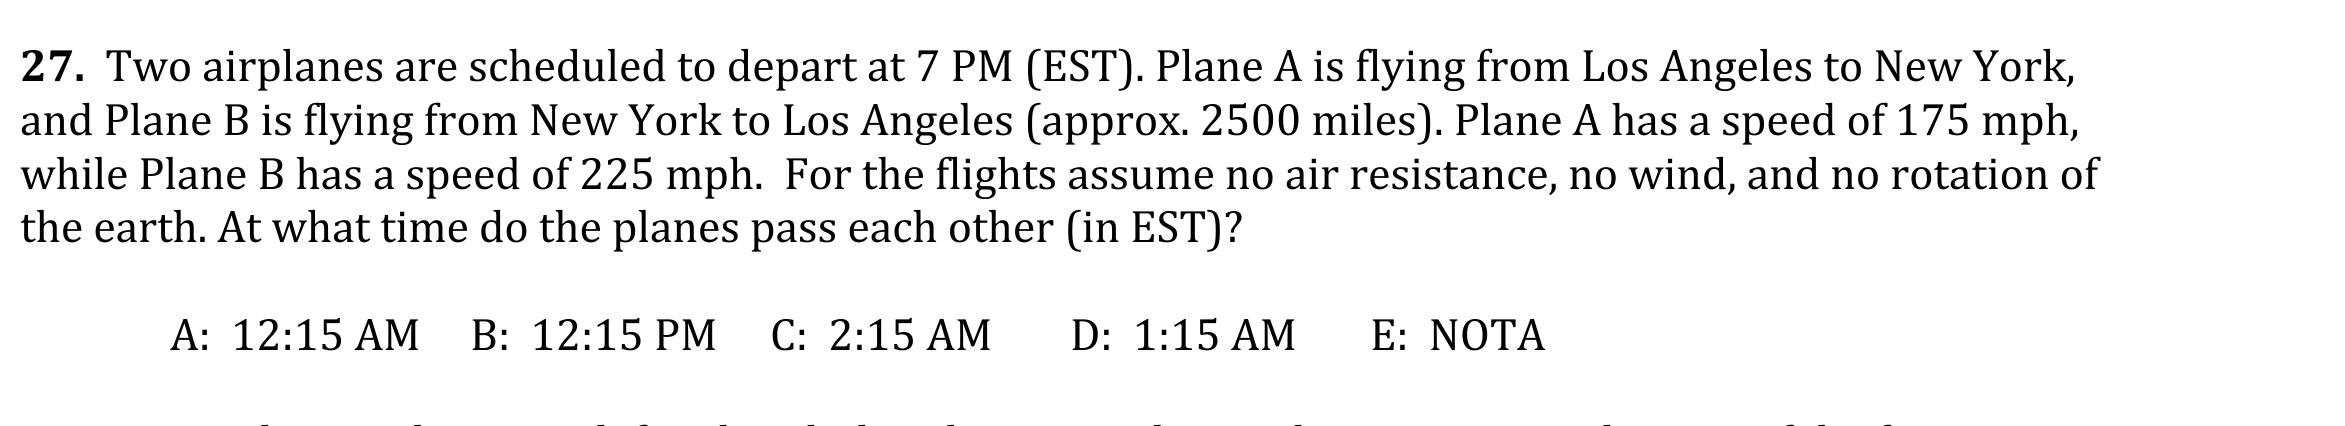 27. Two airplanes are scheduled to depart at 7 PM (EST). Plane A is flying from Los Angeles to New York,
and Plane B is flying from New York to Los Angeles (approx. 2500 miles). Plane A has a speed of 175 mph,
while Plane B has a speed of 225 mph.  For the flights assume no air resistance, no wind, and no rotation of
the earth. At what time do the planes pass each other (in EST)?
A: 12:15 AM B: 12:15 PM C: 2:15 AM D: 1:15 AM E: NOTA